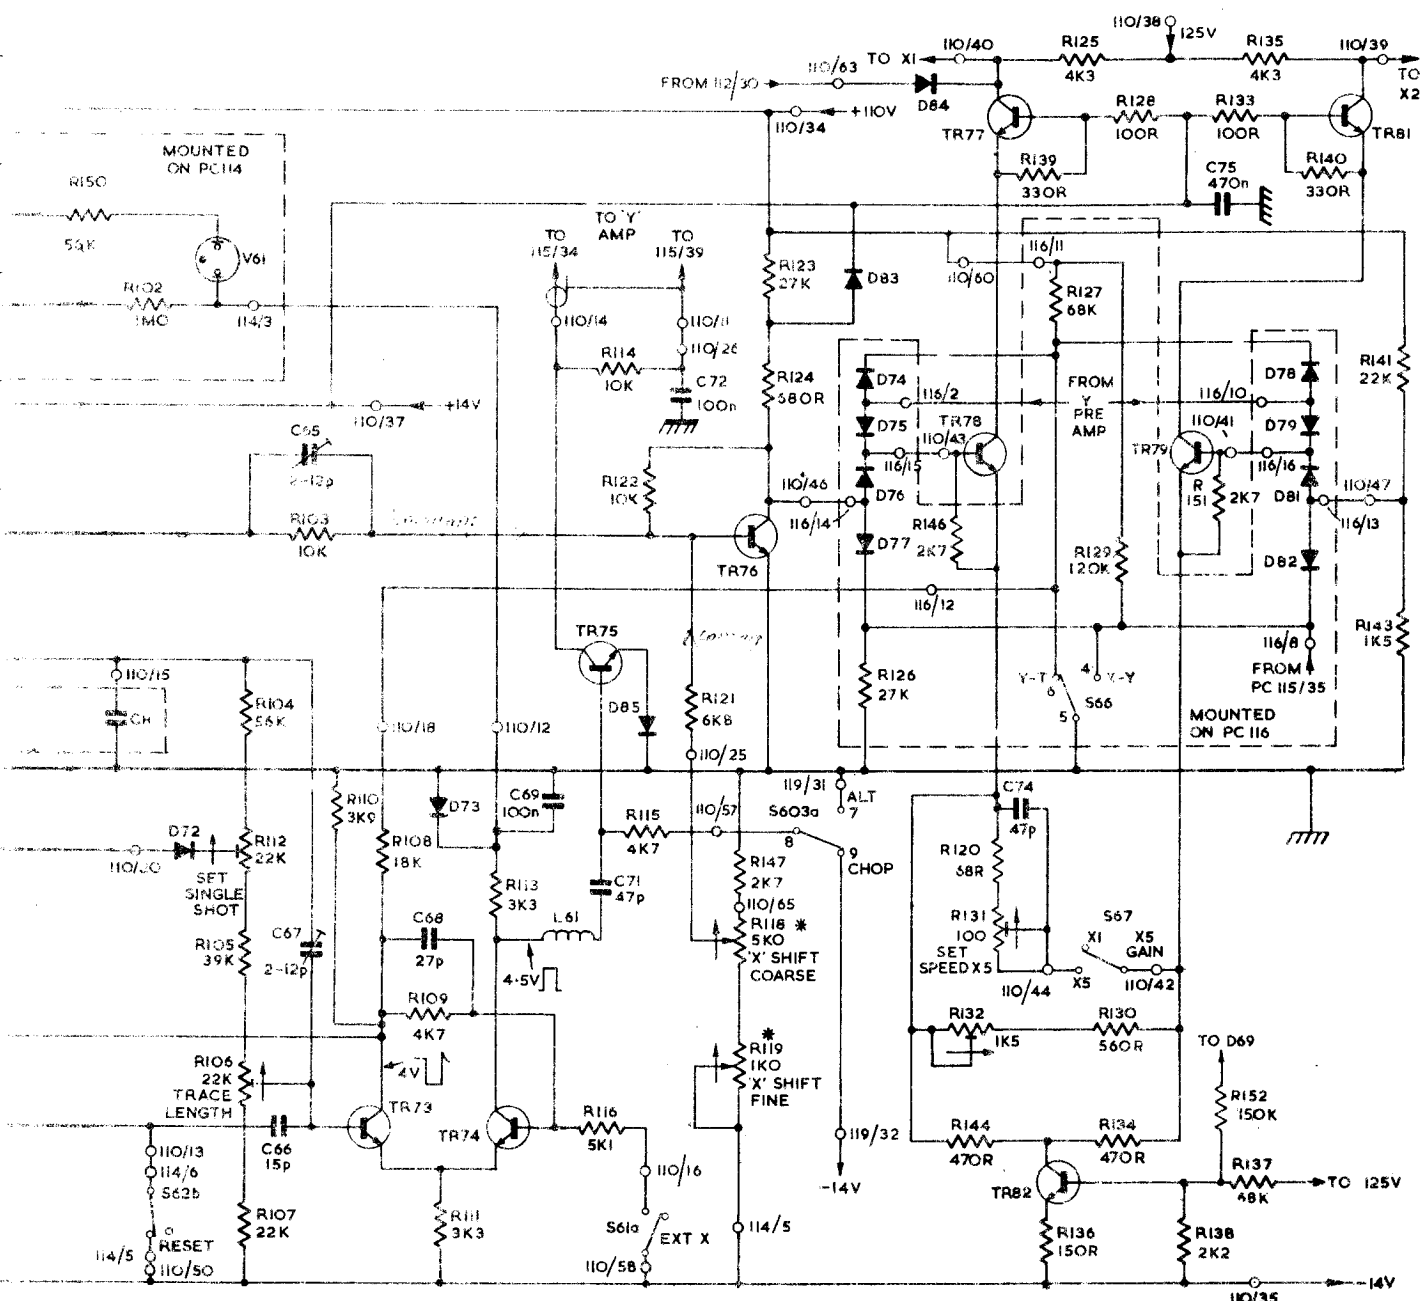 110/38
125V
TO X1
110/40
R125
4K3
R135
4K3
110/39
TO
X2
FROM 112/30
110/63
D84
+110V
110/34
TR77
R128
100R
R133
100R
TR81
MOUNTED
ON PC114
R139
330R
C75
470n
R140
330R
R150
56K
V61
R102
1M0
114/3
TO 'Y'
AMP
TO
115/34
TO
115/39
110/14
110/11
110/26
R114
10K
C72
100n
R123
27K
D83
110/60
116/11
R127
68K
R124
680R
D74
116/2
FROM
Y
PRE
AMP
116/10
D78
R141
22K
+14V
110/37
C65
2-12p
R103
10K
R122
10K
D75
TR78
110/43
116/15
110/41
TR79
D79
116/16
110/46
116/14
D76
R
151
2K7
D81
110/47
116/13
TR76
D77
R146
2K7
R129
120K
D82
116/12
110/15
CH
R104
56K
TR75
D85
R121
6K8
110/25
R126
27K
Y-T
6
4
X-Y
S66
5
116/8
FROM
PC 115/35
R143
1K5
MOUNTED
ON PC 116
110/18
110/12
R110
3K9
D73
C69
100n
R115
4K7
110/57
S603a
8
119/31
ALT
7
9
CHOP
C74
47p
D72
110/20
SET
SINGLE
SHOT
R112
22K
R108
18K
R113
3K3
C71
47p
L61
R147
2K7
110/65
R118 *
5K0
'X' SHIFT
COARSE
R120
68R
R131
100
SET
SPEED X5
S67
X1
X5
GAIN
110/44
X5
110/42
R105
39K
C67
2-12p
C68
27p
R109
4K7
4·5V
4V
*
R119
1K0
'X' SHIFT
FINE
R132
1K5
R130
560R
TO D69
R106
22K
TRACE
LENGTH
TR73
TR74
R116
5K1
119/32
-14V
R144
470R
R134
470R
R152
150K
C66
15p
110/13
114/6
S62b
RESET
114/5
110/50
R107
22K
R111
3K3
110/16
S61a
EXT X
110/58
114/5
TR82
R137
68K
TO 125V
R136
150R
R138
2K2
110/35
-14V